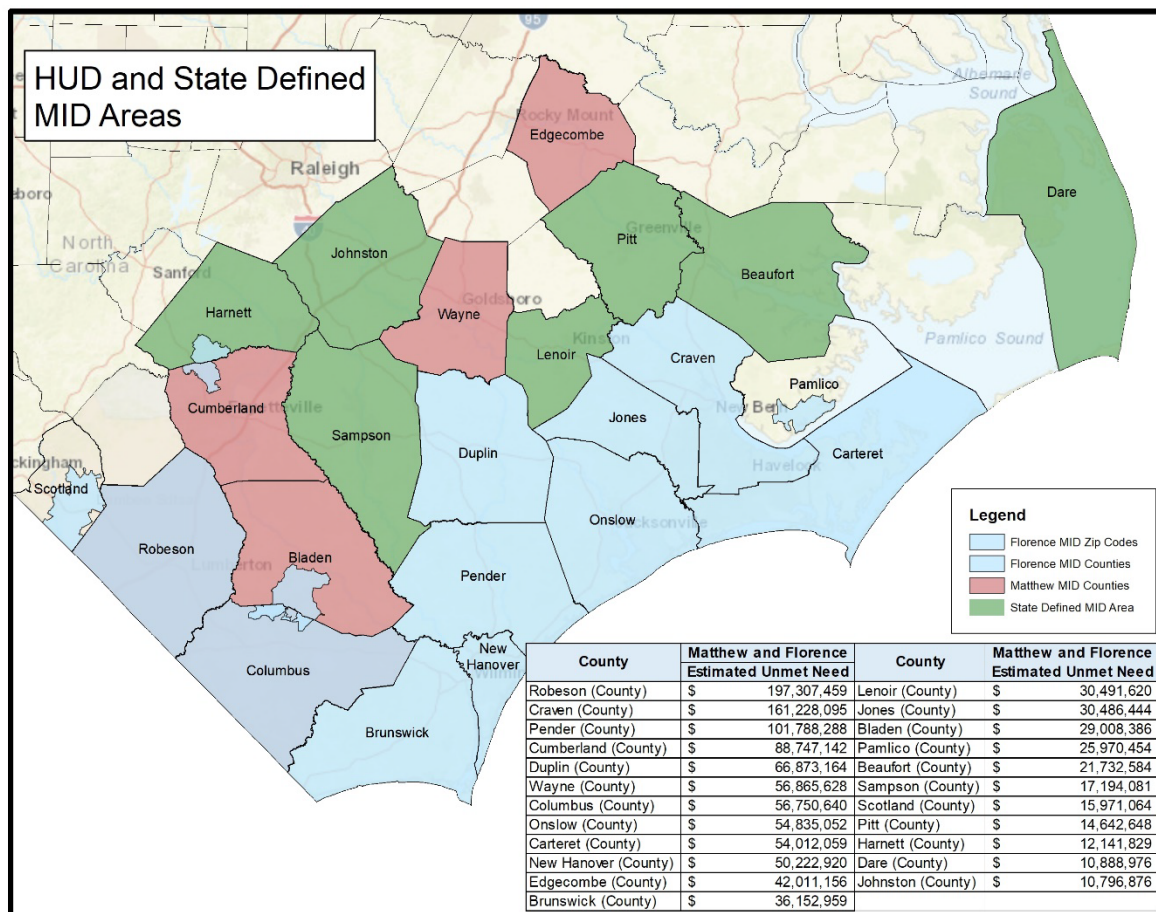 95
HUD and State Defined
MID Areas
Albemarle
Sound
Rocky Mount
Edgecombe
Raleigh
boro
Dare
Pitt
Greenville
North
Carolina
Johnston
Sanford
Beaufort
Harnett
Goldsboro
Wayne
Pamlico Sound
Kinston
Lenoir
Craven
Pamlico
Cumberland
New Bern
Jones
Sampson
Duplin
Carteret
ckingham
Havelock
Scotland
Onslow
Jacksonville
Robeson
Bladen
Lumberton
Pender
Legend
Florence MID Zip Codes
Florence MID Counties
Matthew MID Counties
State Defined MID Area
Columbus
New
Hanover
Brunswick
County Matthew and Florence Estimated Unmet Need County Matthew and Florence Estimated Unmet Need
Robeson (County) $ 197,307,459 Lenoir (County) $ 30,491,620
Craven (County) $ 161,228,095 Jones (County) $ 30,486,444
Pender (County) $ 101,788,288 Bladen (County) $ 29,008,386
Cumberland (County) $ 88,747,142 Pamlico (County) $ 25,970,454
Duplin (County) $ 66,873,164 Beaufort (County) $ 21,732,584
Wayne (County) $ 56,865,628 Sampson (County) $ 17,194,081
Columbus (County) $ 56,750,640 Scotland (County) $ 15,971,064
Onslow (County) $ 54,835,052 Pitt (County) $ 14,642,648
Carteret (County) $ 54,012,059 Harnett (County) $ 12,141,829
New Hanover (County) $ 50,222,920 Dare (County) $ 10,888,976
Edgecombe (County) $ 42,011,156 Johnston (County) $ 10,796,876
Brunswick (County) $ 36,152,959